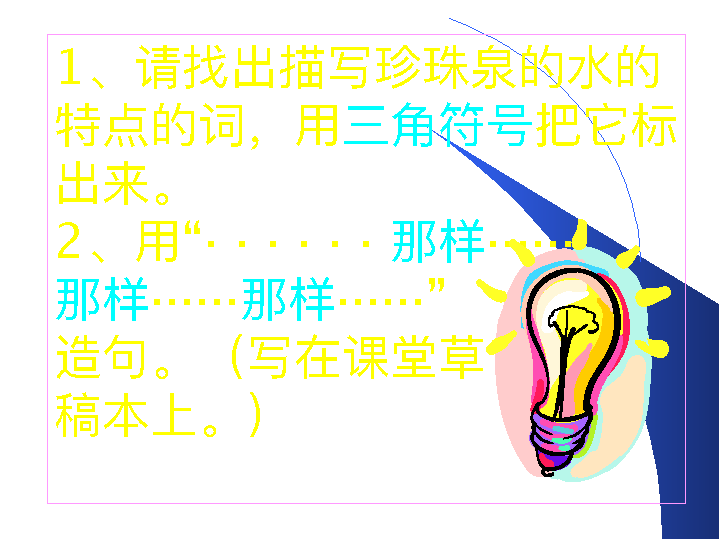 1、请找出描写珍珠泉的水的
特点的词，用三角符号把它标
出来。
2、用“······那样……
那样……那样……”
造句。（写在课堂草
稿本上。）